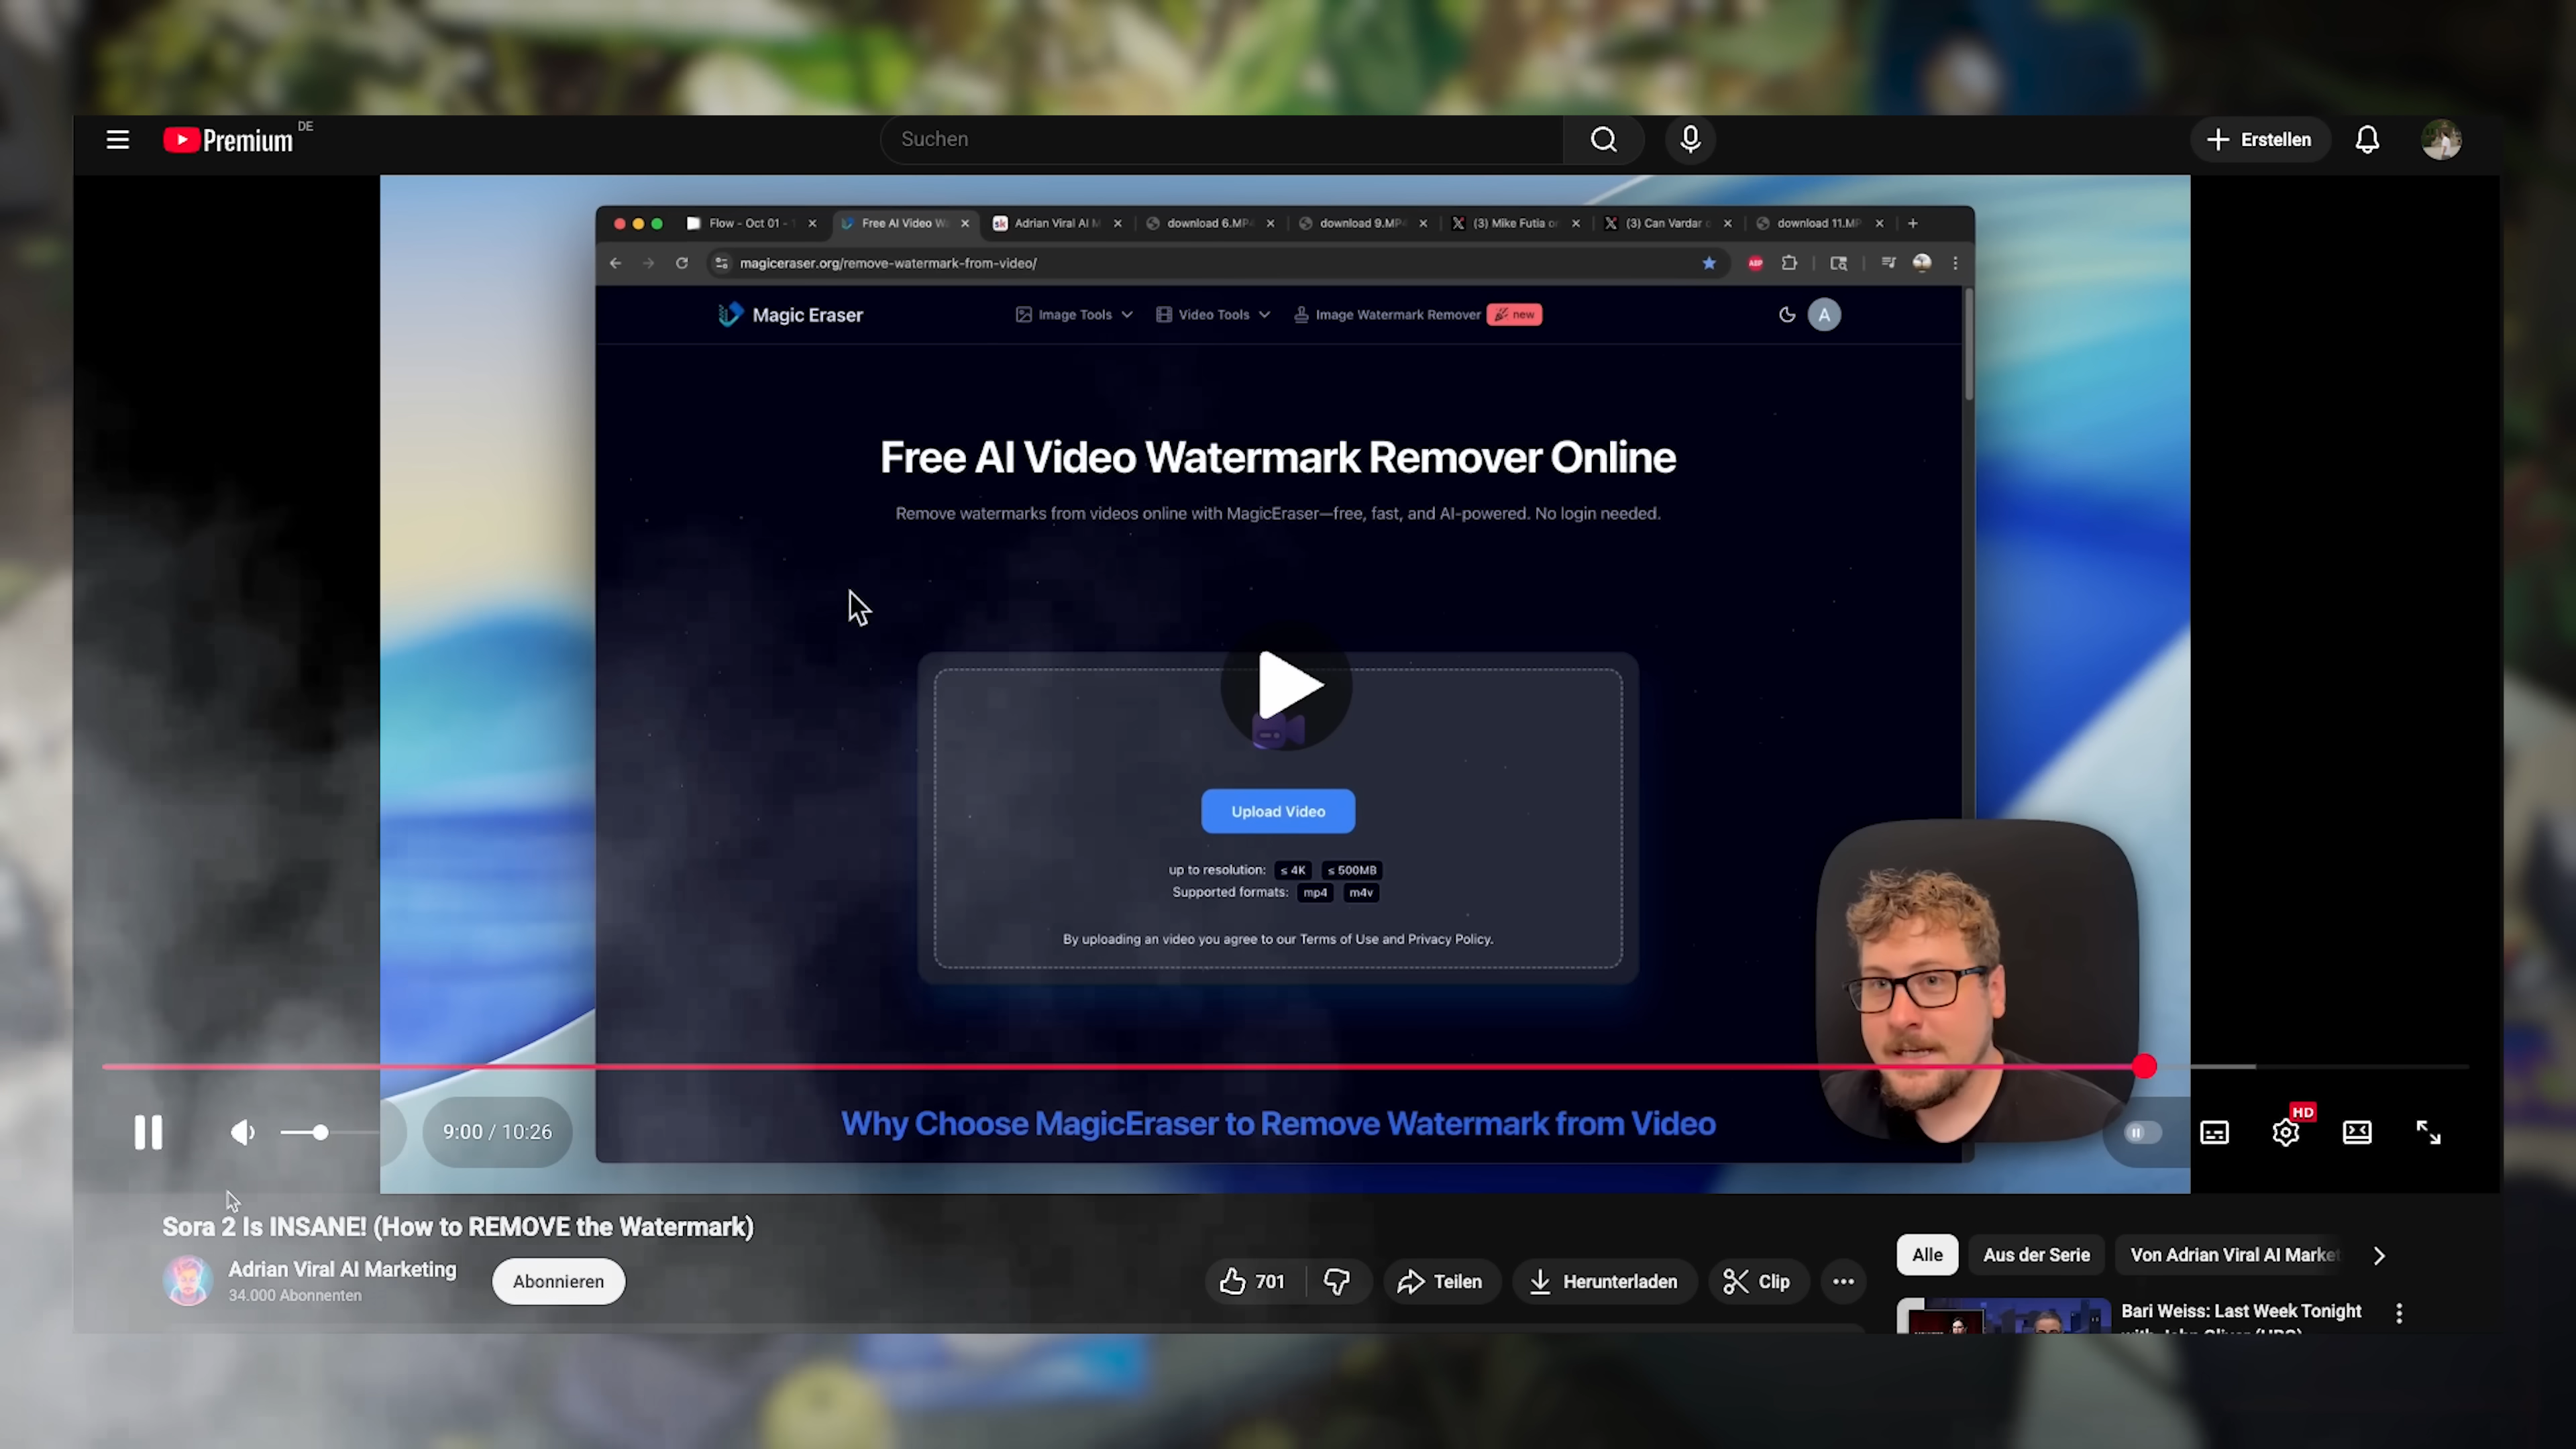 Premium DE
Suchen
Erstellen
Flow - Oct 01 -
Free AI Video Wa
Adrian Viral AI M
download 6.MP
download 9.MP
(3) Mike Futia on
(3) Can Vardar
download 11.MP
magiceraser.org/remove-watermark-from-video/
ABP
Magic Eraser
Image Tools
Video Tools
Image Watermark Remover
new
A
Free AI Video Watermark Remover Online
Remove watermarks from videos online with MagicEraser—free, fast, and AI-powered. No login needed.
Upload Video
up to resolution: ≤ 4K ≤ 500MB
Supported formats: mp4 m4v
By uploading an video you agree to our Terms of Use and Privacy Policy.
Why Choose MagicEraser to Remove Watermark from Video
9:00 / 10:26
HD
Sora 2 Is INSANE! (How to REMOVE the Watermark)
Adrian Viral AI Marketing
34.000 Abonnenten
Abonnieren
701
Teilen
Herunterladen
Clip
Alle
Aus der Serie
Von Adrian Viral AI Market
Bari Weiss: Last Week Tonight